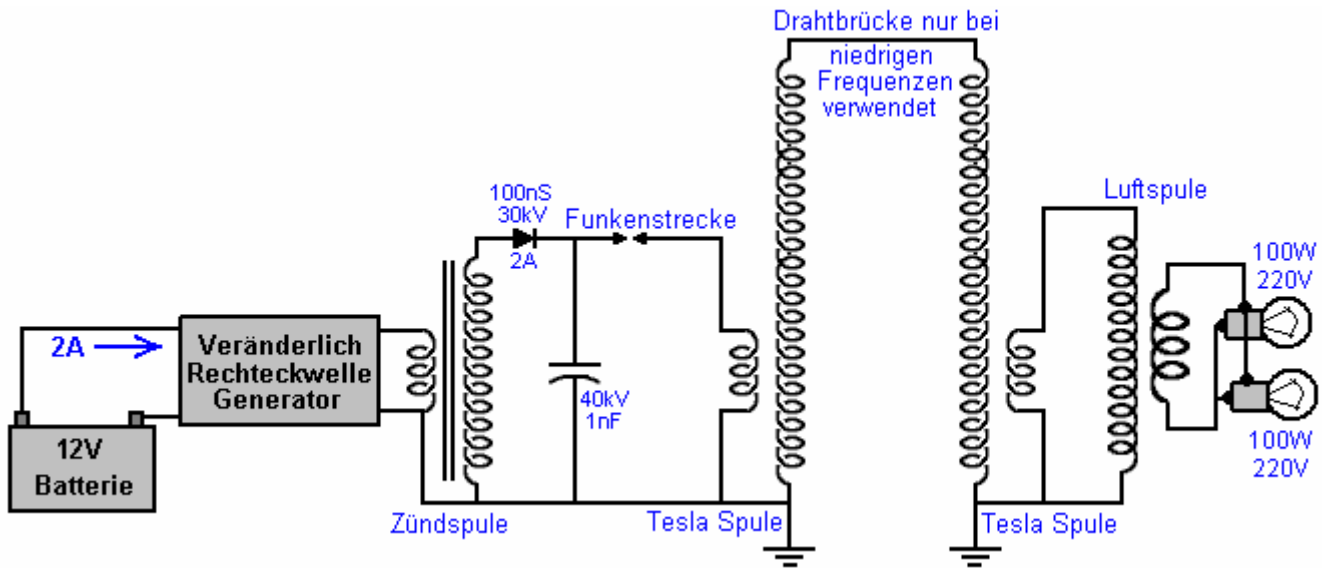 Drahtbrücke nur bei
niedrigen
Frequenzen
verwendet
100nS
30kV
2A
Funkenstrecke
Luftspule
100W
220V
2A
Veränderlich
Rechteckwelle
Generator
40kV
1nF
12V
Batterie
100W
220V
Zündspule
Tesla Spule
Tesla Spule